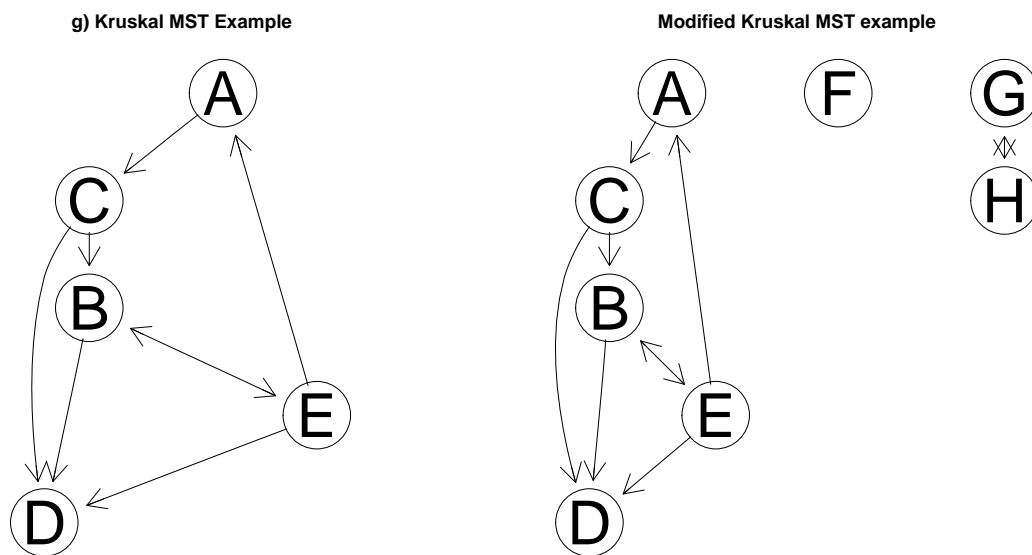 g) Kruskal MST Example
A
C
B
E
D
Modified Kruskal MST example
A
F
G
C
H
B
E
D